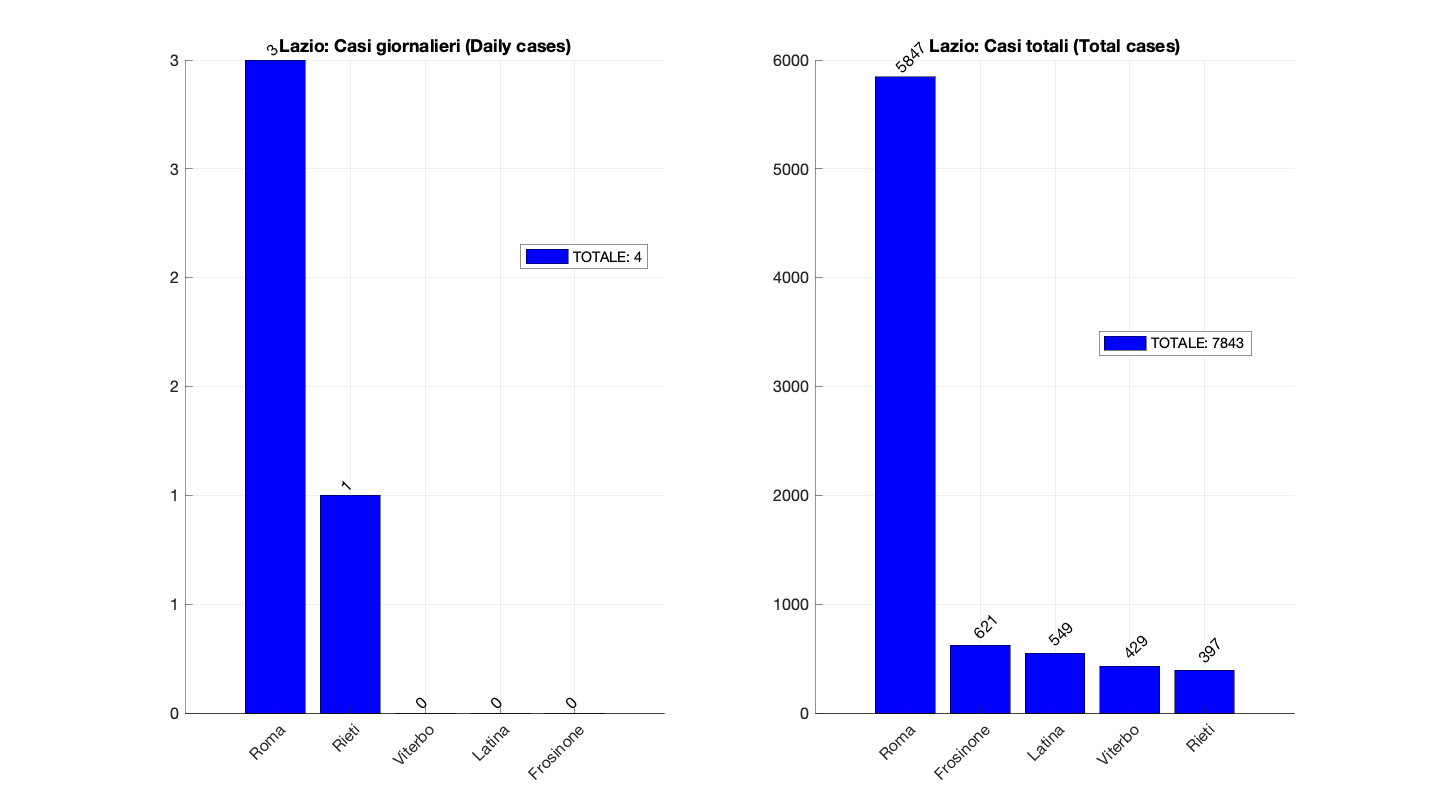 Lazio: Casi giornalieri (Daily cases)
3
3
3
2
2
1
1
0
TOTALE: 4
1
0
0
0
Roma
Rieti
Viterbo
Latina
Frosinone
Lazio: Casi totali (Total cases)
5847
6000
5000
4000
3000
2000
1000
0
TOTALE: 7843
621
549
429
397
Roma
Frosinone
Latina
Viterbo
Rieti